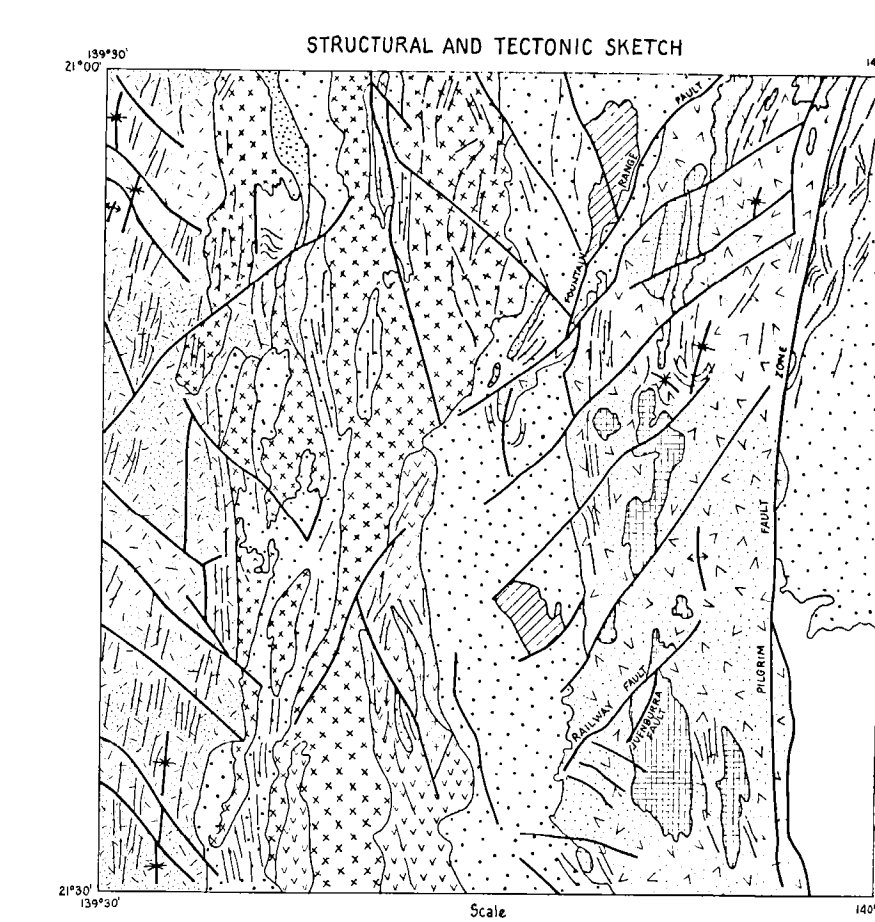 STRUCTURAL AND TECTONIC SKETCH
139°30'
14
21°00'
FAULT
RANGE
FOUNTAIN
ZONE
FAULT
PILGRIM
RAILWAY FAULT
FAULT
21°30'
139°30'
Scale
140°